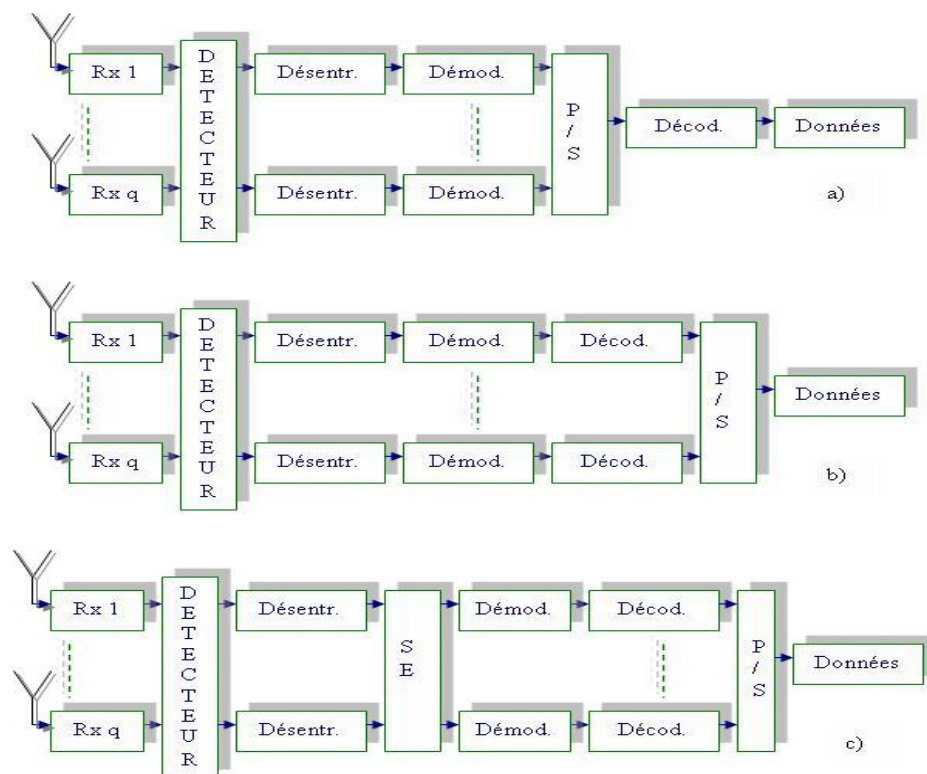 Rx 1
DETECTEUR
Désentr.
Démod.
P/S
Décod.
Données
Rx q
Désentr.
Démod.
a)
Rx 1
DETECTEUR
Désentr.
Démod.
Décod.
P/S
Données
Rx q
Désentr.
Démod.
Décod.
b)
Rx 1
DETECTEUR
Désentr.
SE
Démod.
Décod.
P/S
Données
Rx q
Désentr.
Démod.
Décod.
c)